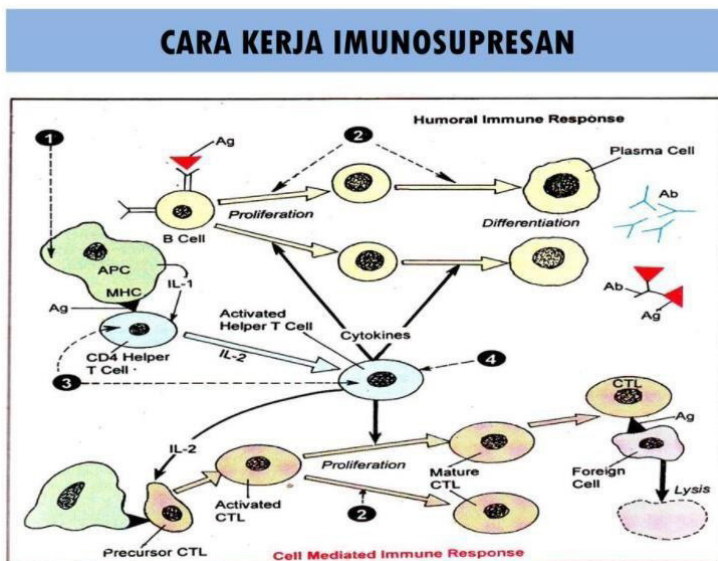 CARA KERJA IMUNOSUPRESAN
Humoral Immune Response
1
Ag
2
Plasma Cell
Proliferation
Differentiation
Ab
B Cell
APC
MHC
IL-1
Ag
Activated
Helper T Cell
Cytokines
Ab
Ag
CD4 Helper
T Cell
IL-2
3
4
CTL
Ag
IL-2
Proliferation
Activated
CTL
Mature
CTL
Foreign
Cell
Lysis
2
Precursor CTL
Cell Mediated Immune Response